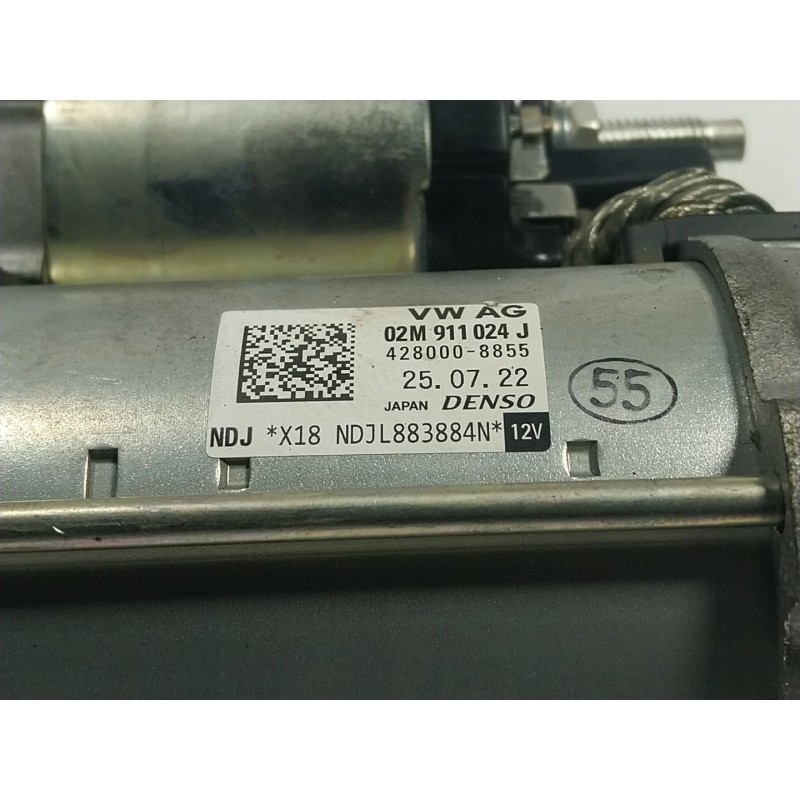 VW AG
02M 911 024 J
428000-8855
25.07.22
JAPAN DENSO
NDJ *X18 NDJL883884N* 12V
55